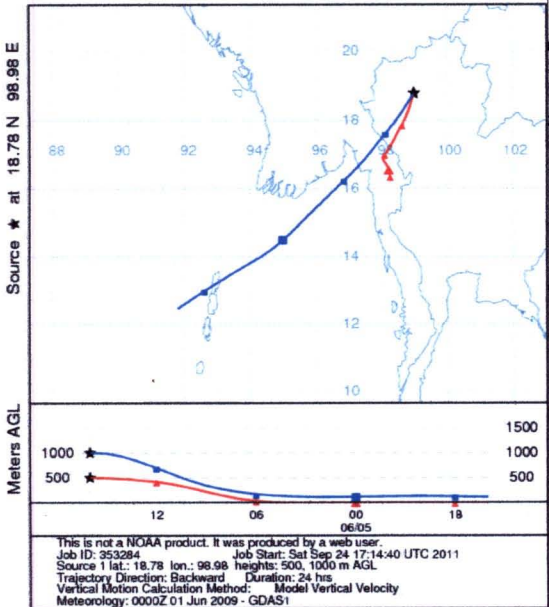 Source ★ at 18.78 N 98.98 E
20
18
88 90 92 94 96 98 100 102
16
14
12
10
Meters AGL
1500
1000 1000
500 500
12 06 00 18
06/05
This is not a NOAA product. It was produced by a web user.
Job ID: 353284 Job Start: Sat Sep 24 17:14:40 UTC 2011
Source 1 lat.: 18.78 lon.: 98.98 heights: 500, 1000 m AGL
Trajectory Direction: Backward Duration: 24 hrs
Vertical Motion Calculation Method: Model Vertical Velocity
Meteorology: 0000Z 01 Jun 2009 - GDAS1